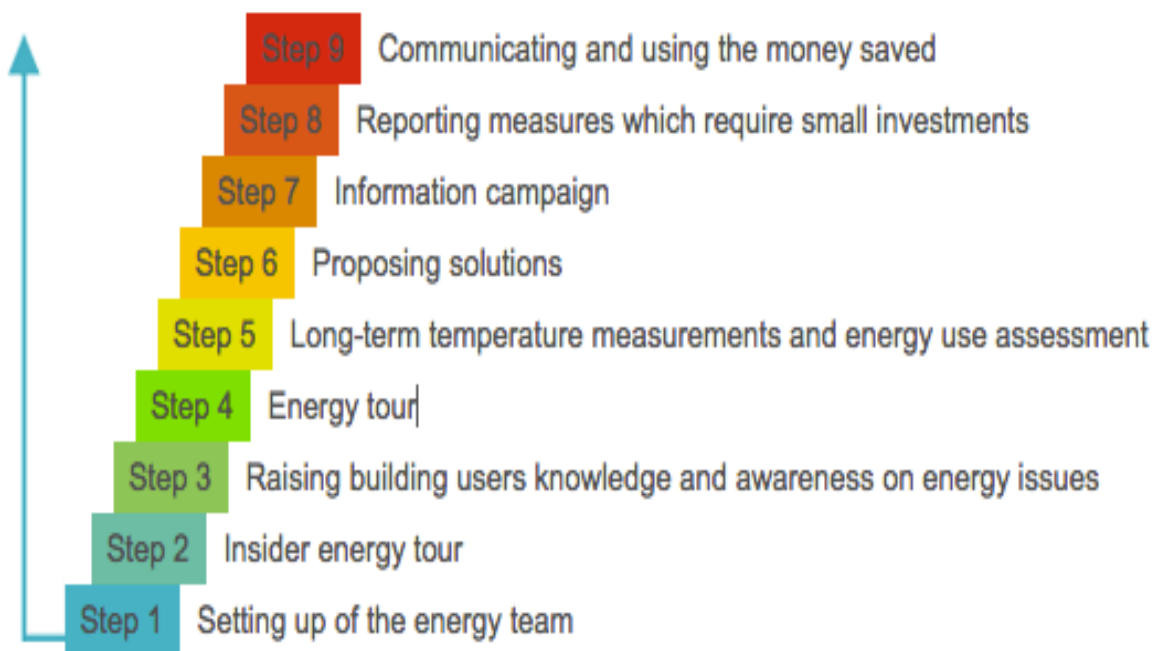 Step 9 Communicating and using the money saved
Step 8 Reporting measures which require small investments
Step 7 Information campaign
Step 6 Proposing solutions
Step 5 Long-term temperature measurements and energy use assessment
Step 4 Energy tour
Step 3 Raising building users knowledge and awareness on energy issues
Step 2 Insider energy tour
Step 1 Setting up of the energy team